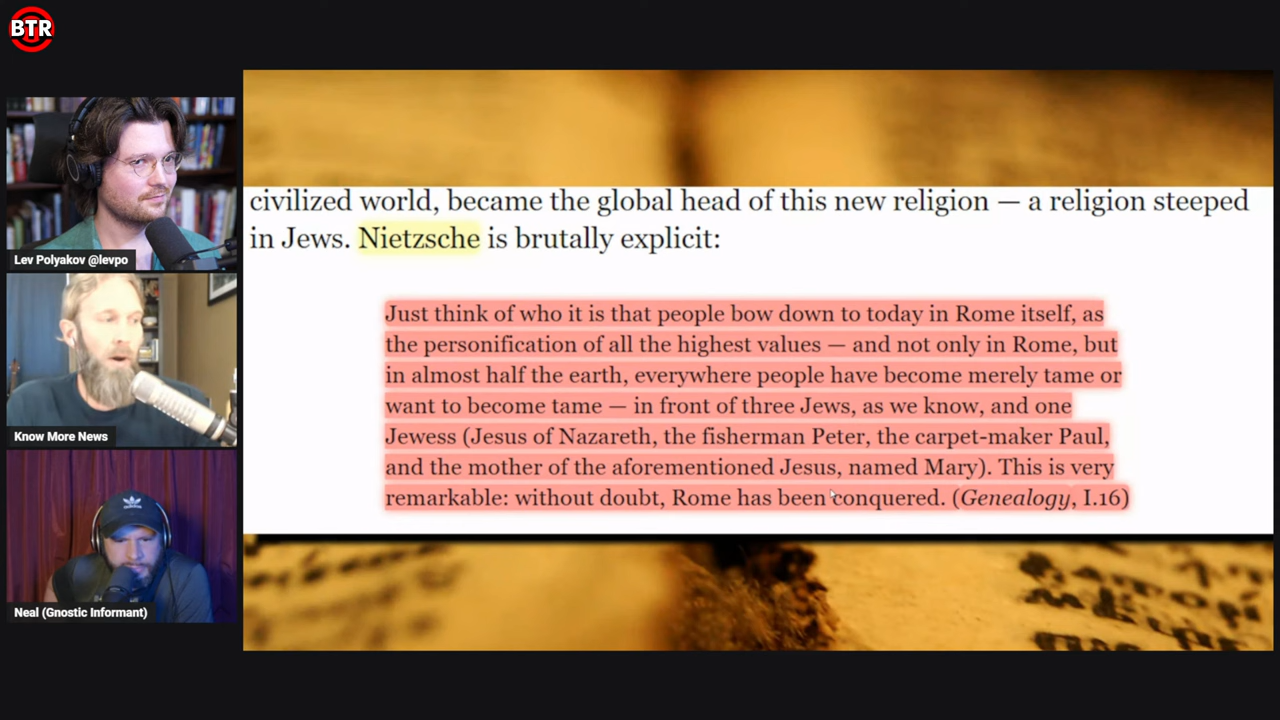 BTR
Lev Polyakov @levpo
Know More News
Neal (Gnostic Informant)
civilized world, became the global head of this new religion — a religion steeped
in Jews. Nietzsche is brutally explicit:
Just think of who it is that people bow down to today in Rome itself, as
the personification of all the highest values — and not only in Rome, but
in almost half the earth, everywhere people have become merely tame or
want to become tame — in front of three Jews, as we know, and one
Jewess (Jesus of Nazareth, the fisherman Peter, the carpet-maker Paul,
and the mother of the aforementioned Jesus, named Mary). This is very
remarkable: without doubt, Rome has been conquered. (Genealogy, I.16)